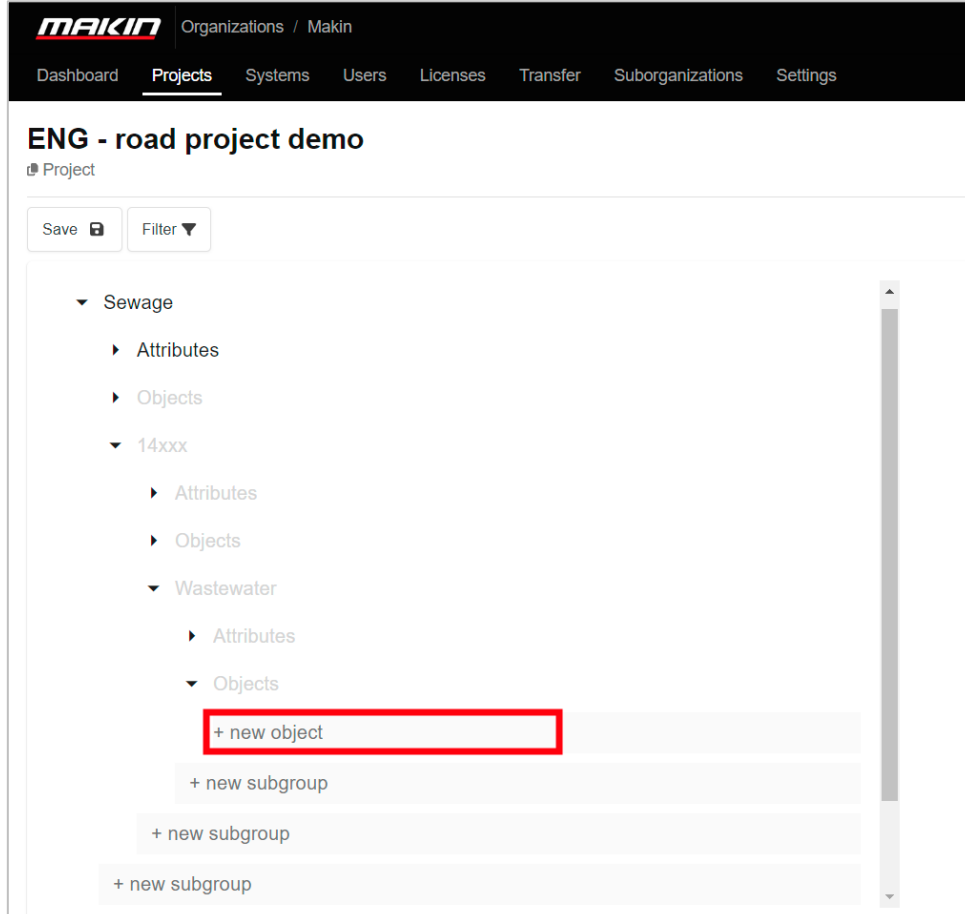 MAKIN Organizations / Makin
Dashboard Projects Systems Users Licenses Transfer Suborganizations Settings
ENG - road project demo
Project
Save Filter
Sewage
Attributes
Objects
14xxx
Attributes
Objects
Wastewater
Attributes
Objects
+ new object
+ new subgroup
+ new subgroup
+ new subgroup